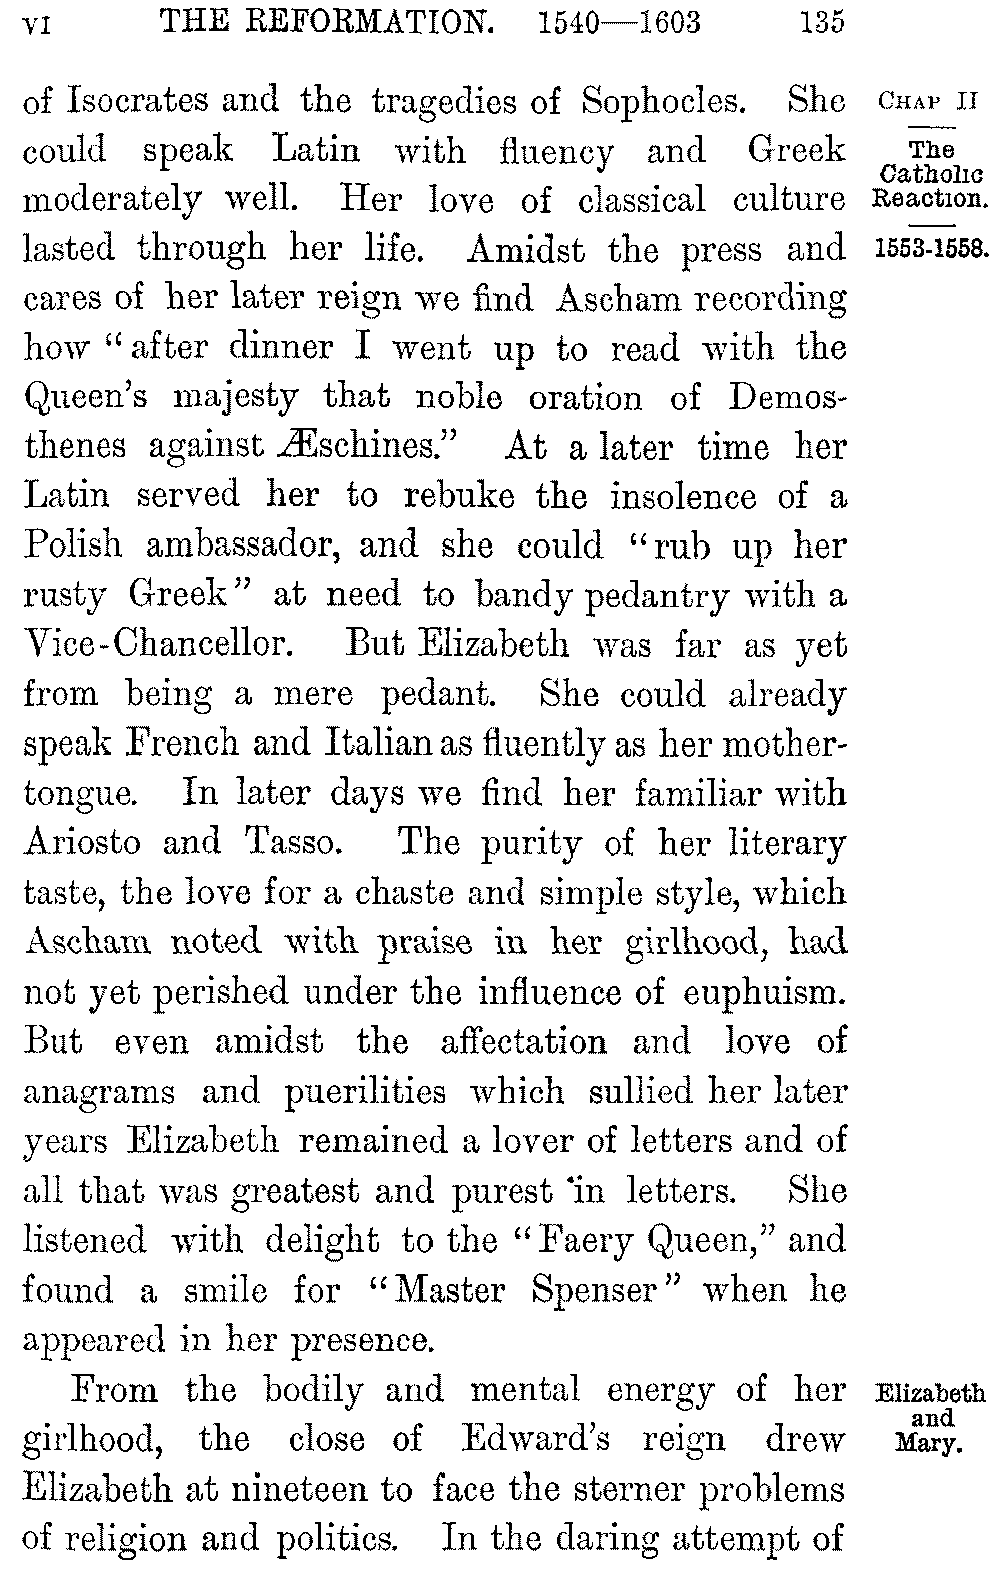 VI THE REFORMATION. 1540—1603 135
of Isocrates and the tragedies of Sophocles. She
could speak Latin with fluency and Greek
moderately well. Her love of classical culture
lasted through her life. Amidst the press and
cares of her later reign we find Ascham recording
how “after dinner I went up to read with the
Queen's majesty that noble oration of Demos-
thenes against Æschines.” At a later time her
Latin served her to rebuke the insolence of a
Polish ambassador, and she could “rub up her
rusty Greek” at need to bandy pedantry with a
Vice-Chancellor. But Elizabeth was far as yet
from being a mere pedant. She could already
speak French and Italian as fluently as her mother-
tongue. In later days we find her familiar with
Ariosto and Tasso. The purity of her literary
taste, the love for a chaste and simple style, which
Ascham noted with praise in her girlhood, had
not yet perished under the influence of euphuism.
But even amidst the affectation and love of
anagrams and puerilities which sullied her later
years Elizabeth remained a lover of letters and of
all that was greatest and purest in letters. She
listened with delight to the “Faery Queen,” and
found a smile for “Master Spenser” when he
appeared in her presence.
From the bodily and mental energy of her
girlhood, the close of Edward's reign drew
Elizabeth at nineteen to face the sterner problems
of religion and politics. In the daring attempt of
CHAP II
The
Catholic
Reaction.
1553-1558.
Elizabeth
and
Mary.